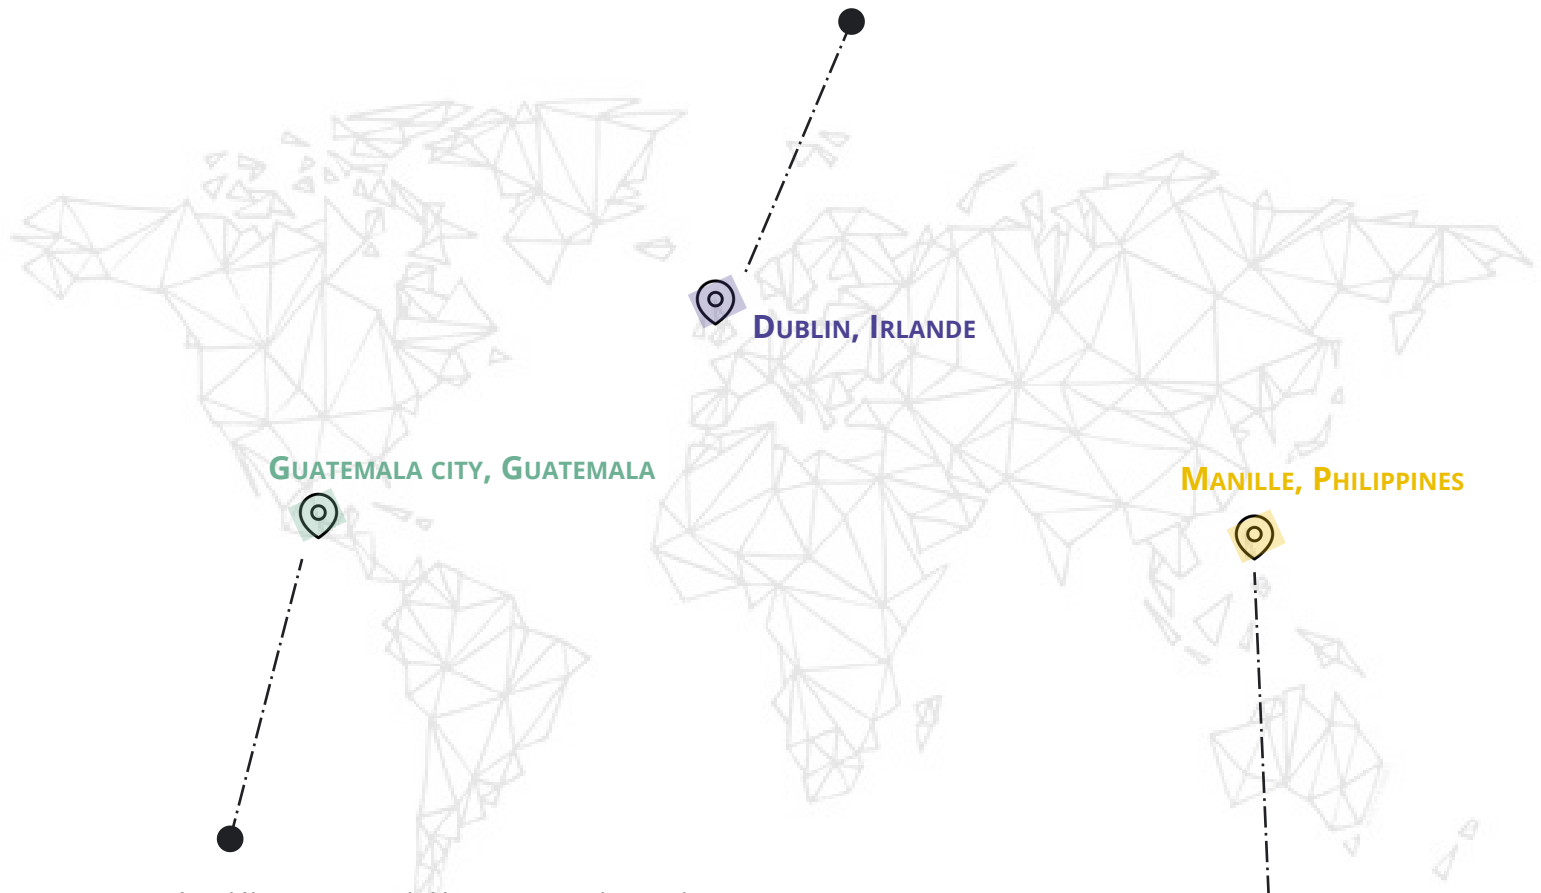 Dublin, Irlande
Guatemala city, Guatemala
Manille, Philippines